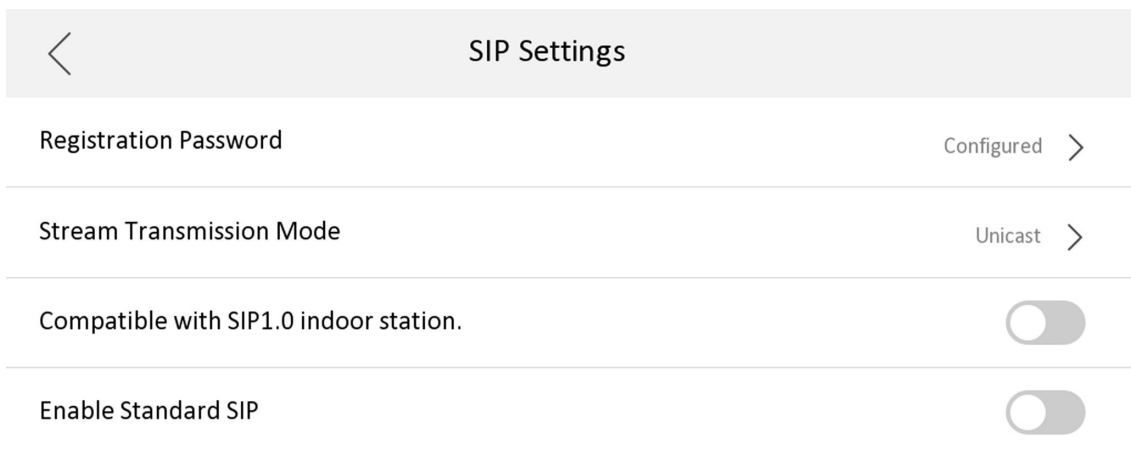 SIP Settings
Registration Password Configured
Stream Transmission Mode Unicast
Compatible with SIP1.0 indoor station.
Enable Standard SIP